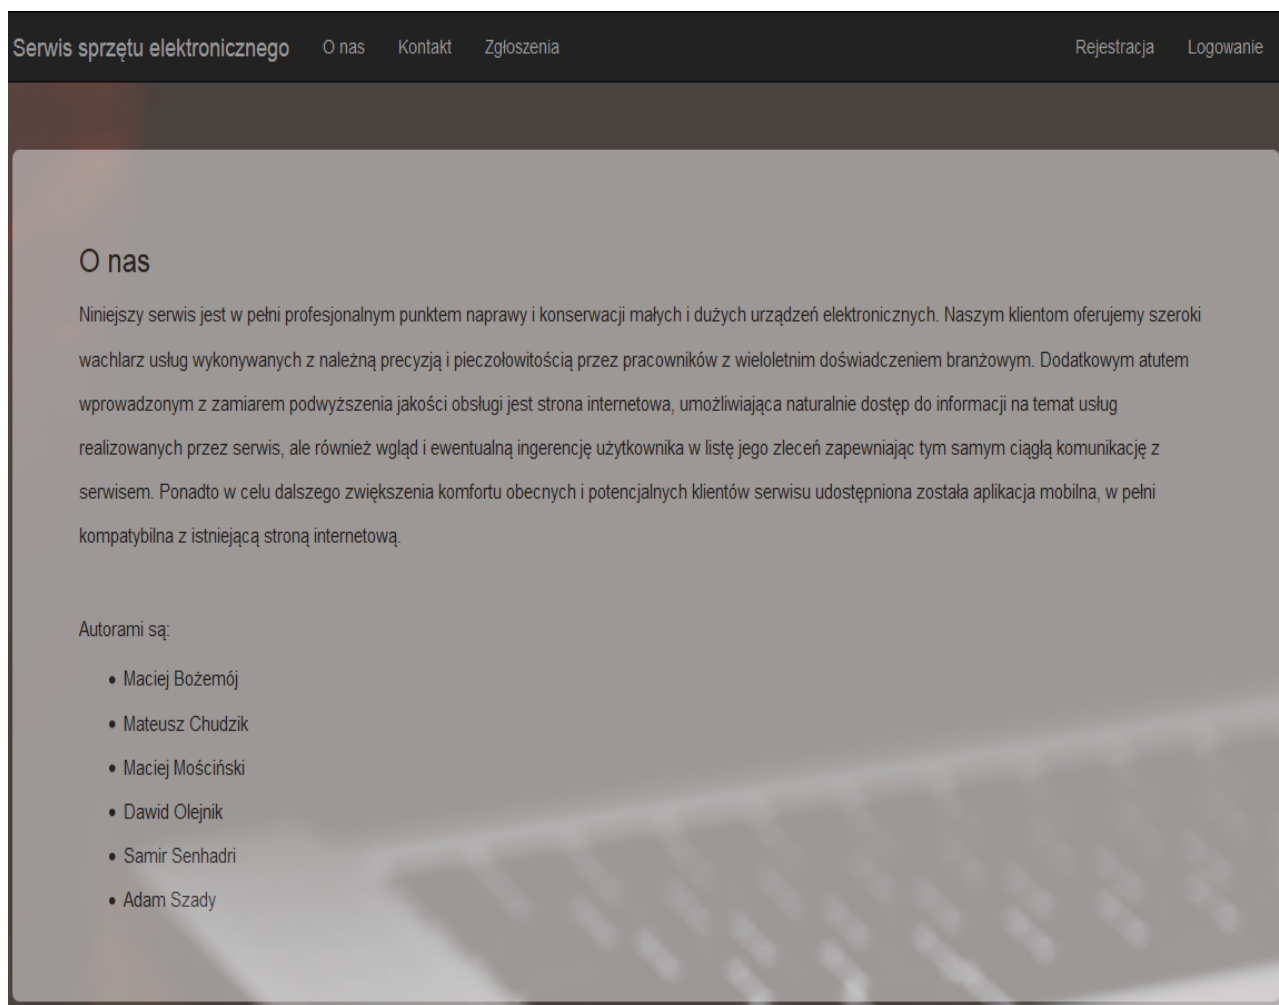 Serwis sprzętu elektronicznego O nas Kontakt Zgłoszenia Rejestracja Logowanie
O nas
Niniejszy serwis jest w pełni profesjonalnym punktem naprawy i konserwacji małych i dużych urządzeń elektronicznych. Naszym klientom oferujemy szeroki
wachlarz usług wykonywanych z należną precyzją i pieczołowitością przez pracowników z wieloletnim doświadczeniem branżowym. Dodatkowym atutem
wprowadzonym z zamiarem podwyższenia jakości obsługi jest strona internetowa, umożliwiająca naturalnie dostęp do informacji na temat usług
realizowanych przez serwis, ale również wgląd i ewentualną ingerencję użytkownika w listę jego zleceń zapewniając tym samym ciągłą komunikację z
serwisem. Ponadto w celu dalszego zwiększenia komfortu obecnych i potencjalnych klientów serwisu udostępniona została aplikacja mobilna, w pełni
kompatybilna z istniejącą stroną internetową.
Autorami są:
• Maciej Bożemój
• Mateusz Chudzik
• Maciej Mościński
• Dawid Olejnik
• Samir Senhadri
• Adam Szady